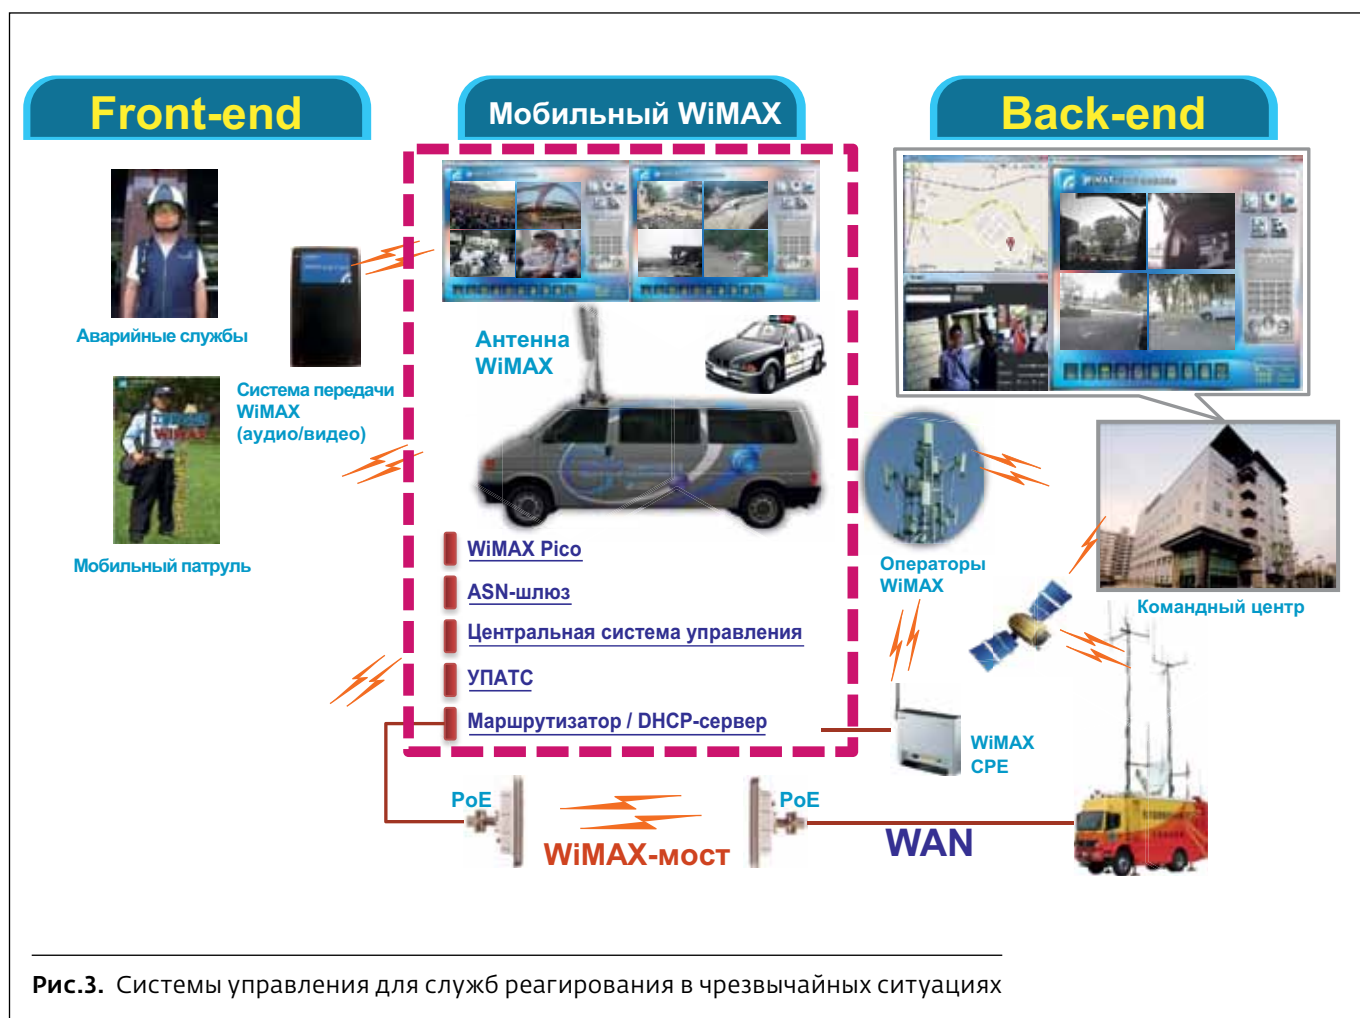 Front-end
Мобильный WiMAX
Back-end
WiMAX
Аварийные службы
Система передачи
WiMAX
(аудио/видео)
WiMAX
Мобильный патруль
Антенна
WiMAX
WiMAX Pico
ASN-шлюз
Центральная система управления
УПАТС
Маршрутизатор / DHCP-сервер
Операторы
WiMAX
Командный центр
WiMAX
CPE
PoE
PoE
WiMAX-мост
WAN
Рис.3. Системы управления для служб реагирования в чрезвычайных ситуациях